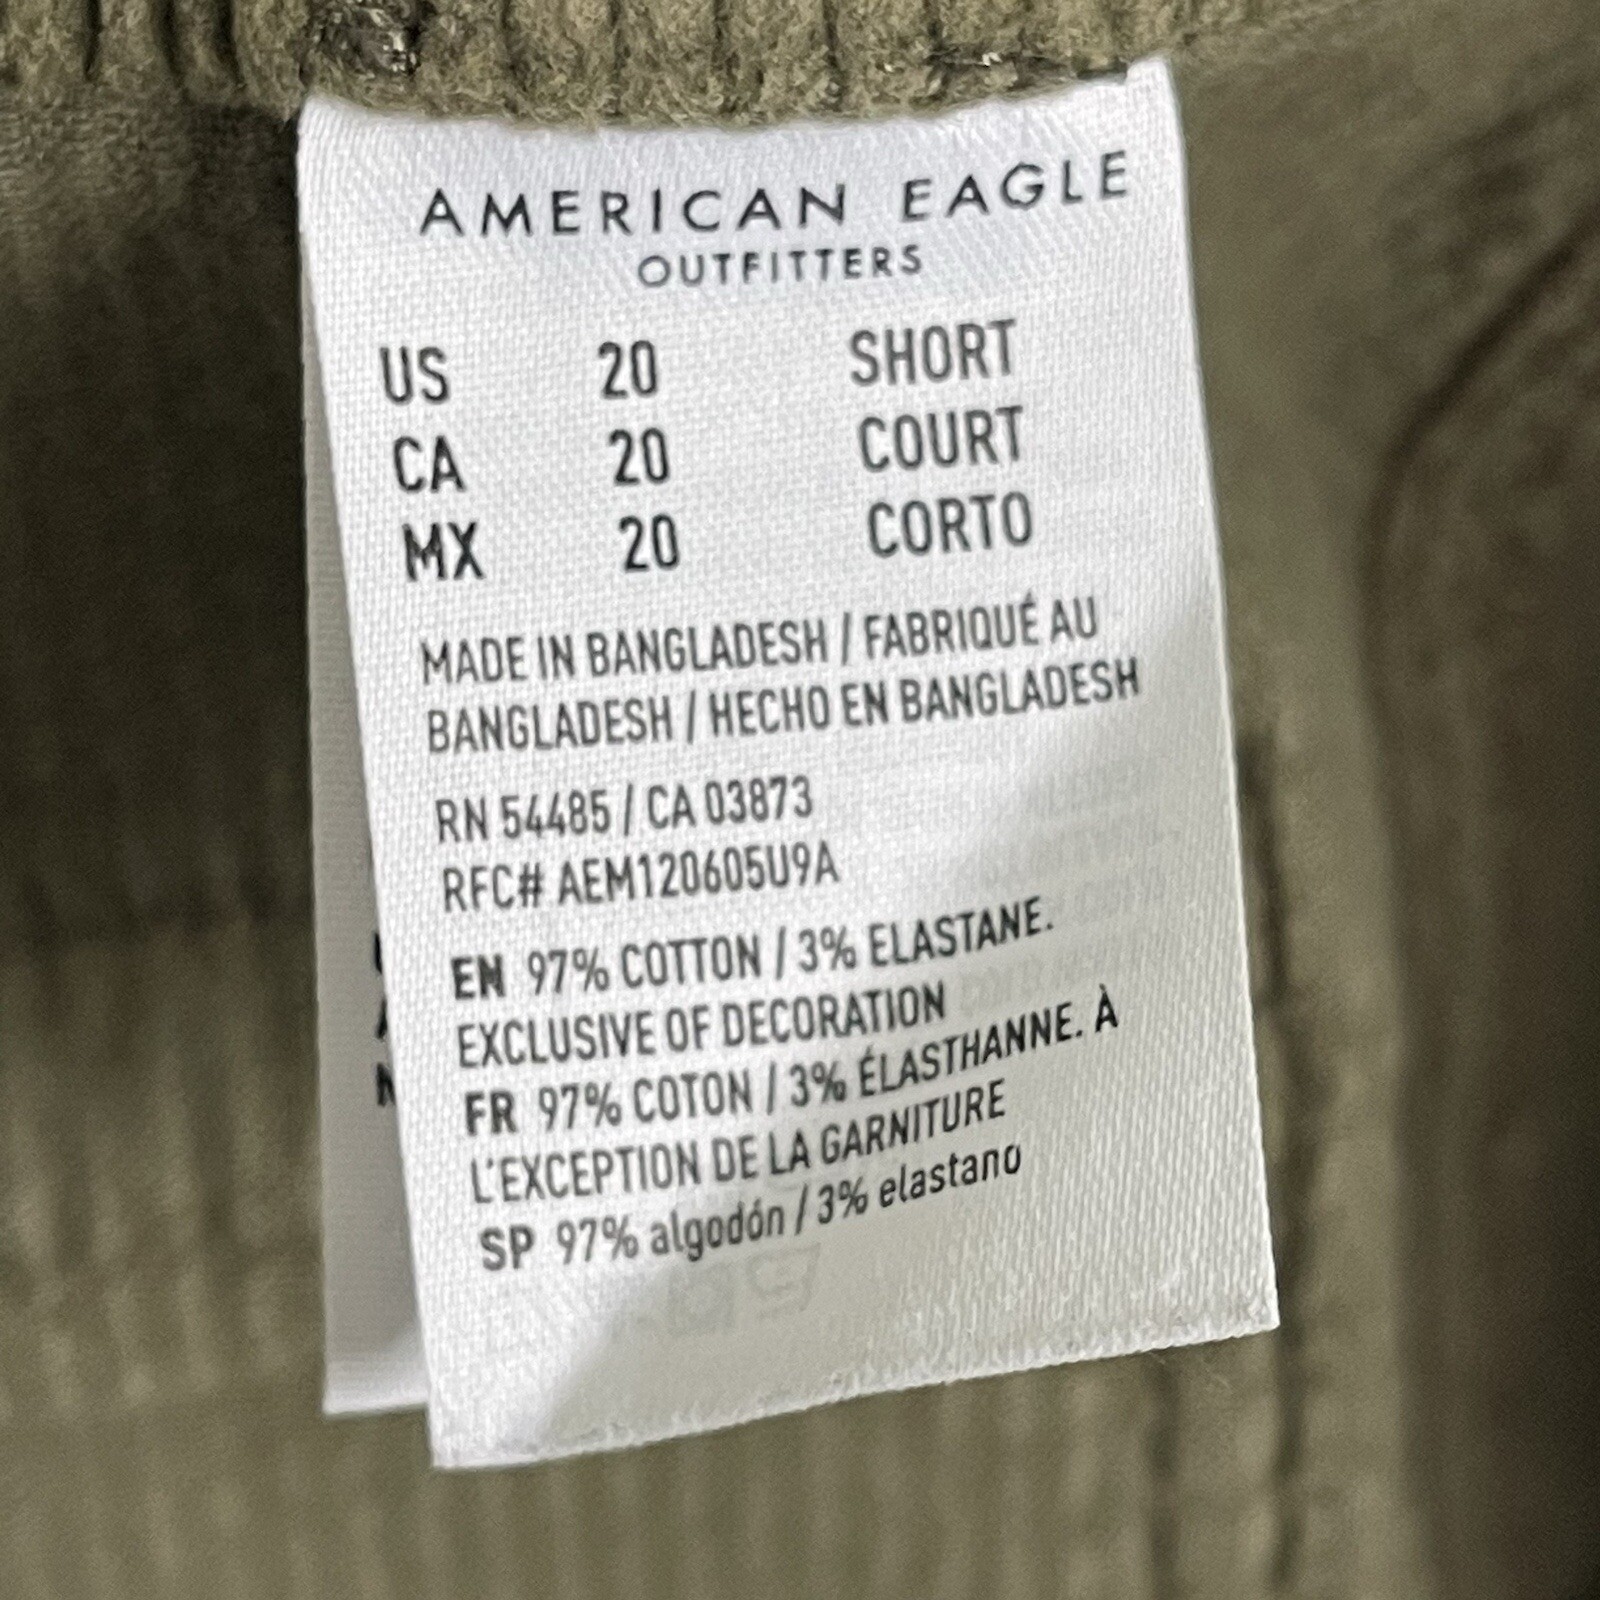 AMERICAN EAGLE
OUTFITTERS
US 20 SHORT
CA 20 COURT
MX 20 CORTO
MADE IN BANGLADESH / FABRIQUÉ AU
BANGLADESH / HECHO EN BANGLADESH
RN 54485 / CA 03873
RFC# AEM120605U9A
EN 97% COTTON / 3% ELASTANE.
EXCLUSIVE OF DECORATION
FR 97% COTON / 3% ÉLASTHANNE. À
L'EXCEPTION DE LA GARNITURE
SP 97% algodón / 3% elastano